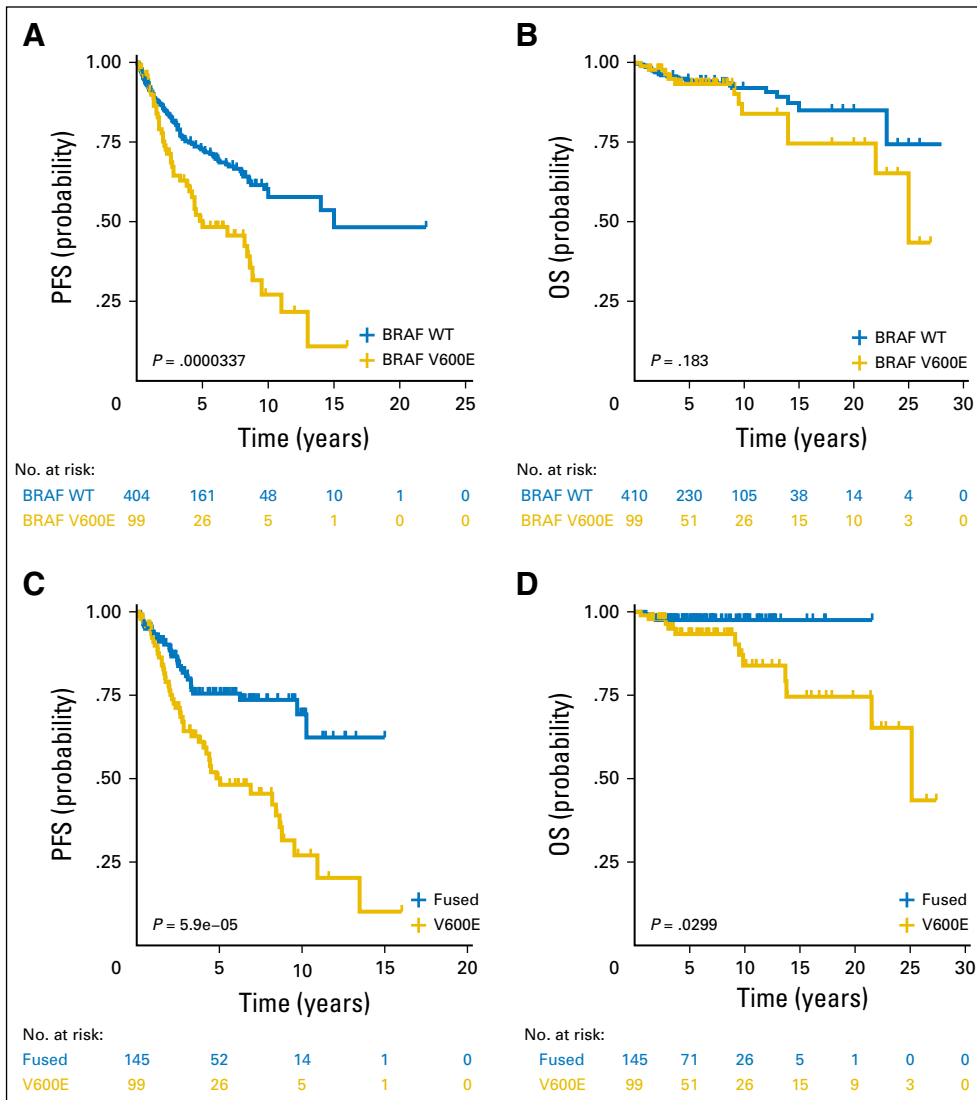 A
1.00
.75
.50
.25
0
PFS (probability)
BRAF WT
BRAF V600E
P = .0000337
5 10 15 20 25
Time (years)
No. at risk:
BRAF WT 404 161 48 10 1 0
BRAF V600E 99 26 5 1 0 0
B
1.00
.75
.50
.25
0
OS (probability)
BRAF WT
BRAF V600E
P = .183
5 10 15 20 25 30
Time (years)
No. at risk:
BRAF WT 410 230 105 38 14 4 0
BRAF V600E 99 51 26 15 10 3 0
C
1.00
.75
.50
.25
0
PFS (probability)
Fused
V600E
P = 5.9e−05
5 10 15 20
Time (years)
No. at risk:
Fused 145 52 14 1 0
V600E 99 26 5 1 0
D
1.00
.75
.50
.25
0
OS (probability)
Fused
V600E
P = .0299
5 10 15 20 25 30
Time (years)
No. at risk:
Fused 145 71 26 5 1 0 0
V600E 99 51 26 15 9 3 0